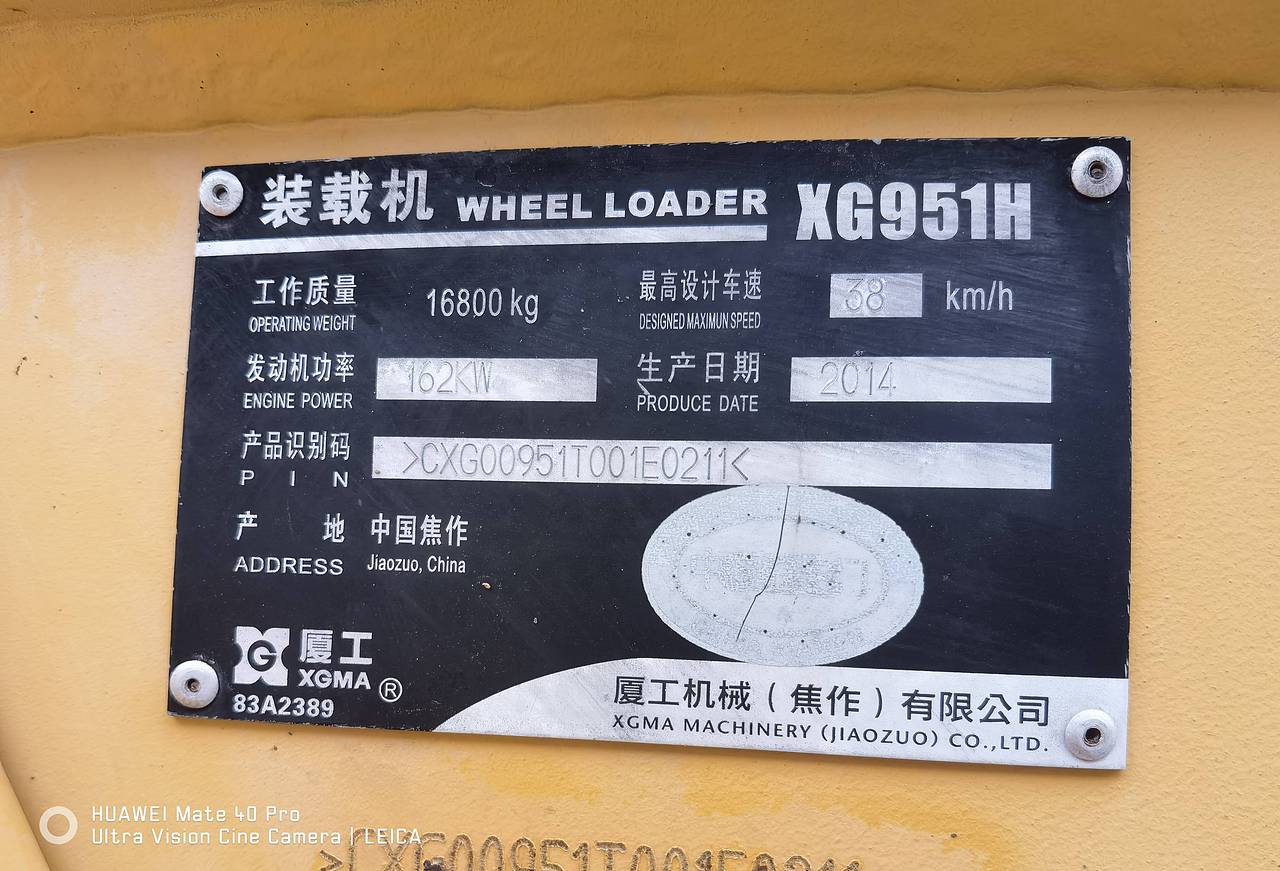 装载机 WHEEL LOADER XG951H
工作质量 16800 kg 最高设计车速 38 km/h
OPERATING WEIGHT DESIGNED MAXIMUN SPEED
发动机功率 162KW 生产日期 2014
ENGINE POWER PRODUCE DATE
产品识别码 >CXG00951T001E0211<
P I N
产 地 中国焦作
ADDRESS Jiaozuo, China
厦工
XGMA ®
83A2389
厦工机械(焦作)有限公司
XGMA MACHINERY (JIAOZUO) CO.,LTD.
HUAWEI Mate 40 Pro
Ultra Vision Cine Camera | LEICA
>CXG00951T001E0211